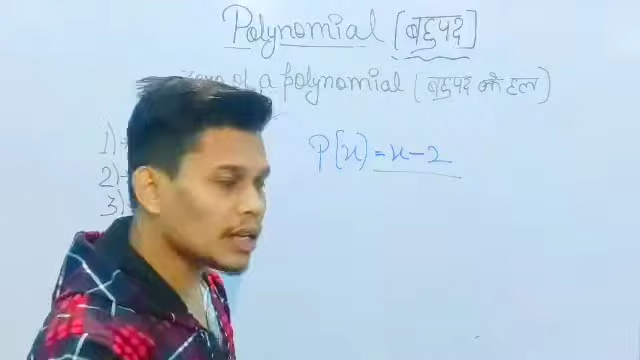 Polynomial [बहुपद]
of a polynomial (बहुपद के हल)
1)
P(x) = x - 2
2)
3)